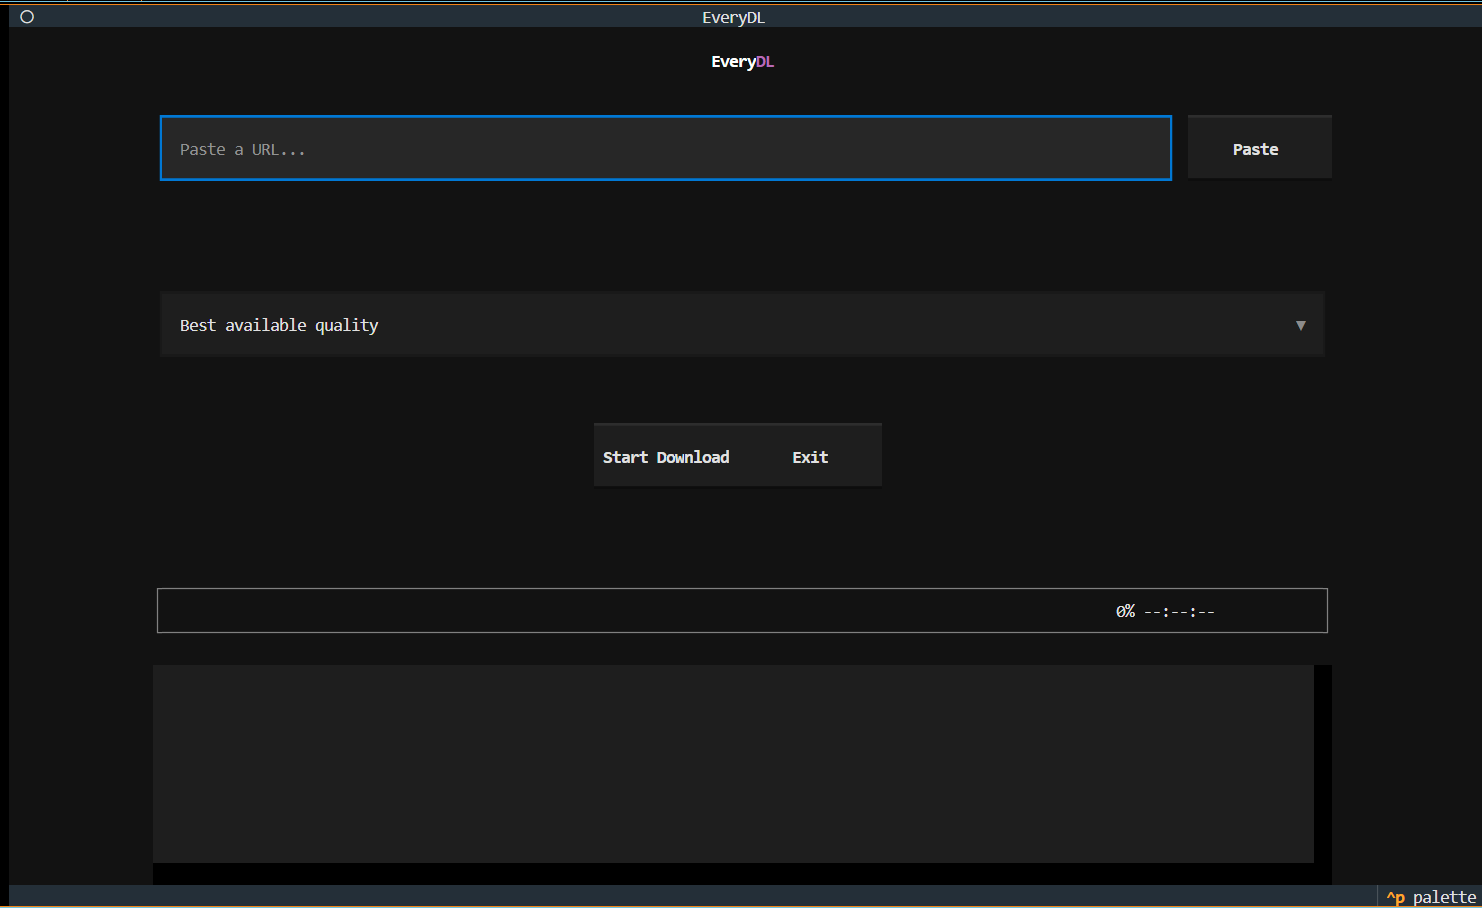 EveryDL
EveryDL
Paste a URL...
Paste
Best available quality ▼
Start Download
Exit
0% --:--:--
^p palette